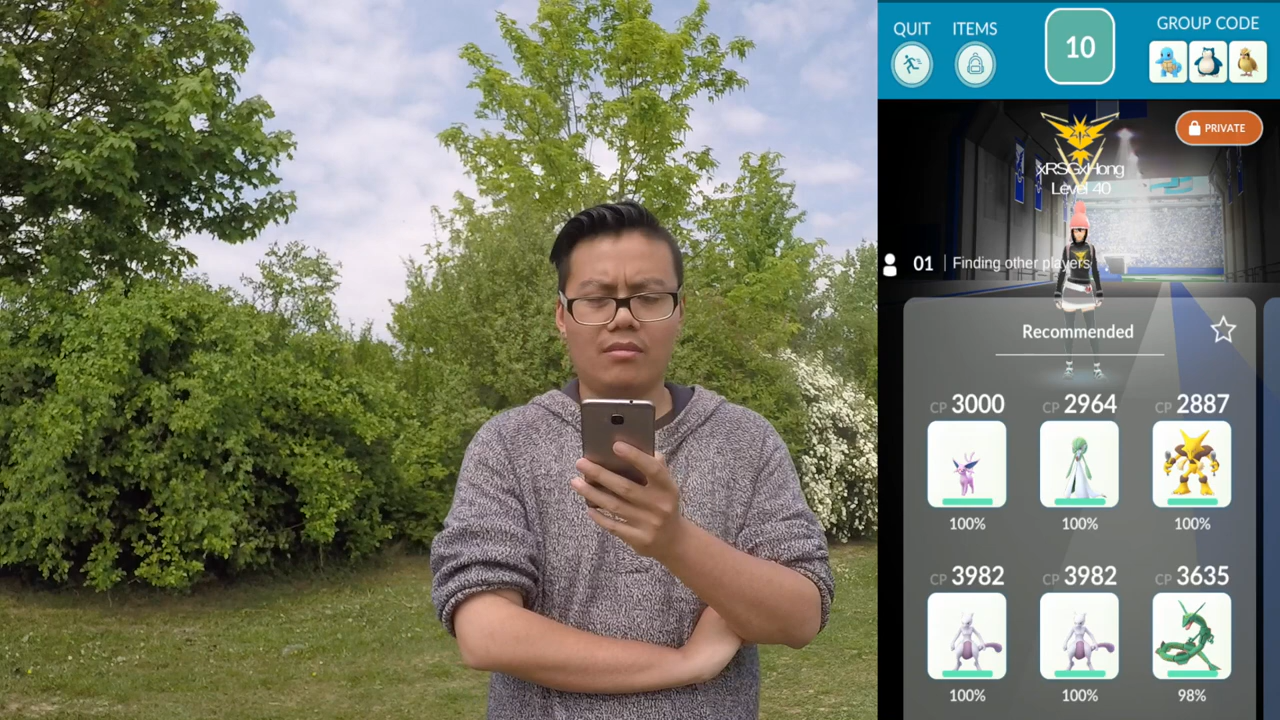 QUIT ITEMS 10 GROUP CODE
PRIVATE
xRSGxHong
Level 40
01 | Finding other players
Recommended
CP 3000 CP 2964 CP 2887
100% 100% 100%
CP 3982 CP 3982 CP 3635
100% 100% 98%